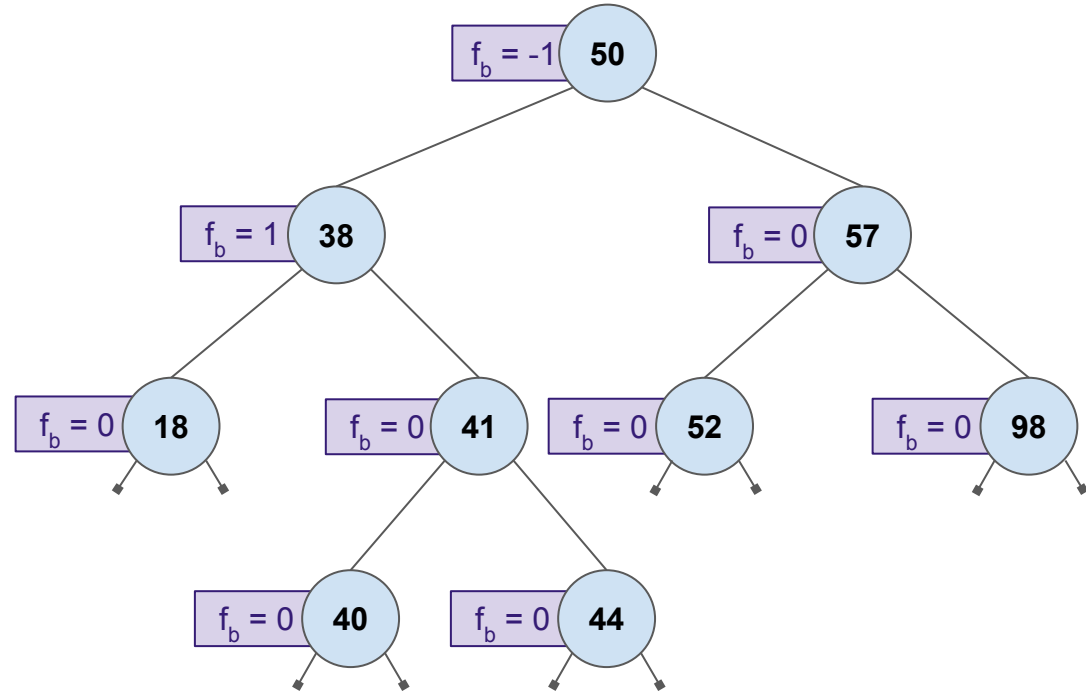 f_b = -1 50
f_b = 1 38
f_b = 0 57
f_b = 0 18
f_b = 0 41
f_b = 0 52
f_b = 0 98
f_b = 0 40
f_b = 0 44